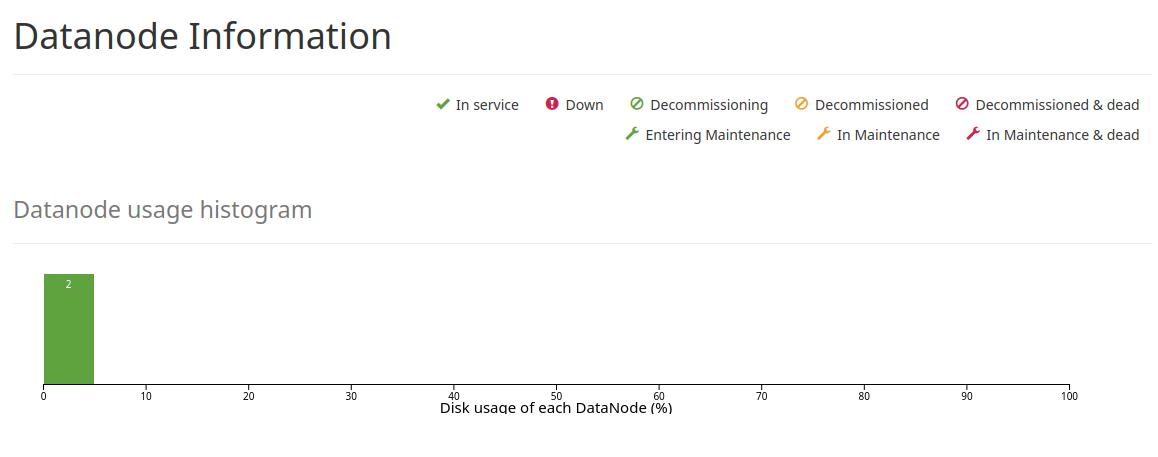 Datanode Information
In service Down Decommissioning Decommissioned Decommissioned & dead
Entering Maintenance In Maintenance In Maintenance & dead
Datanode usage histogram
2
0 10 20 30 40 50 60 70 80 90 100
Disk usage of each DataNode (%)